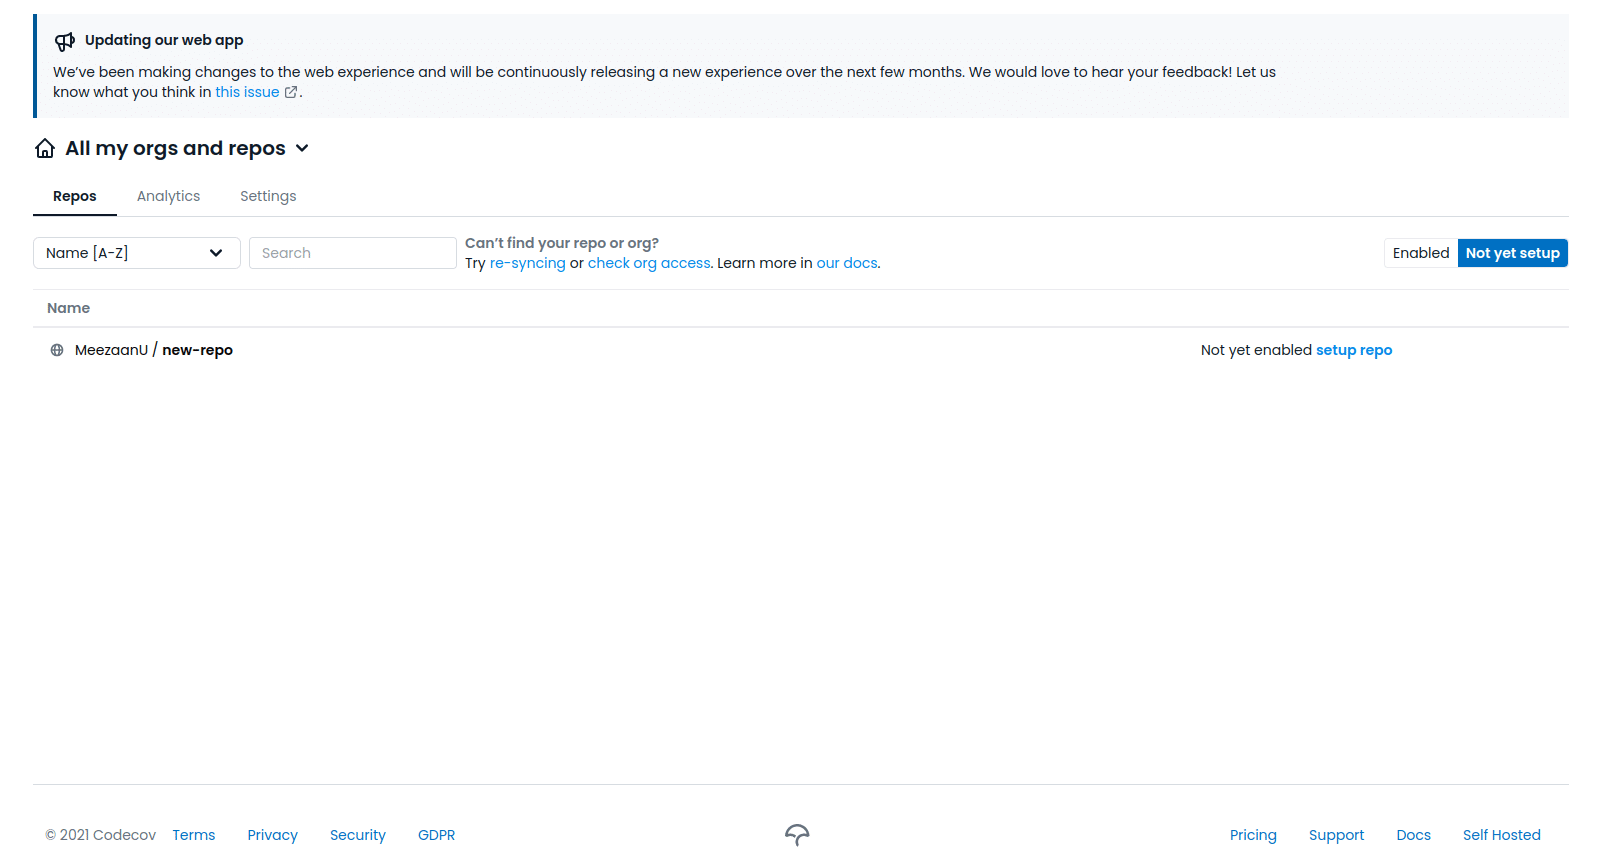 Updating our web app
We’ve been making changes to the web experience and will be continuously releasing a new experience over the next few months. We would love to hear your feedback! Let us
know what you think in this issue.
All my orgs and repos
Repos Analytics Settings
Name [A-Z] Search
Can’t find your repo or org?
Try re-syncing or check org access. Learn more in our docs.
Enabled Not yet setup
Name
MeezaanU / new-repo Not yet enabled setup repo
© 2021 Codecov Terms Privacy Security GDPR Pricing Support Docs Self Hosted